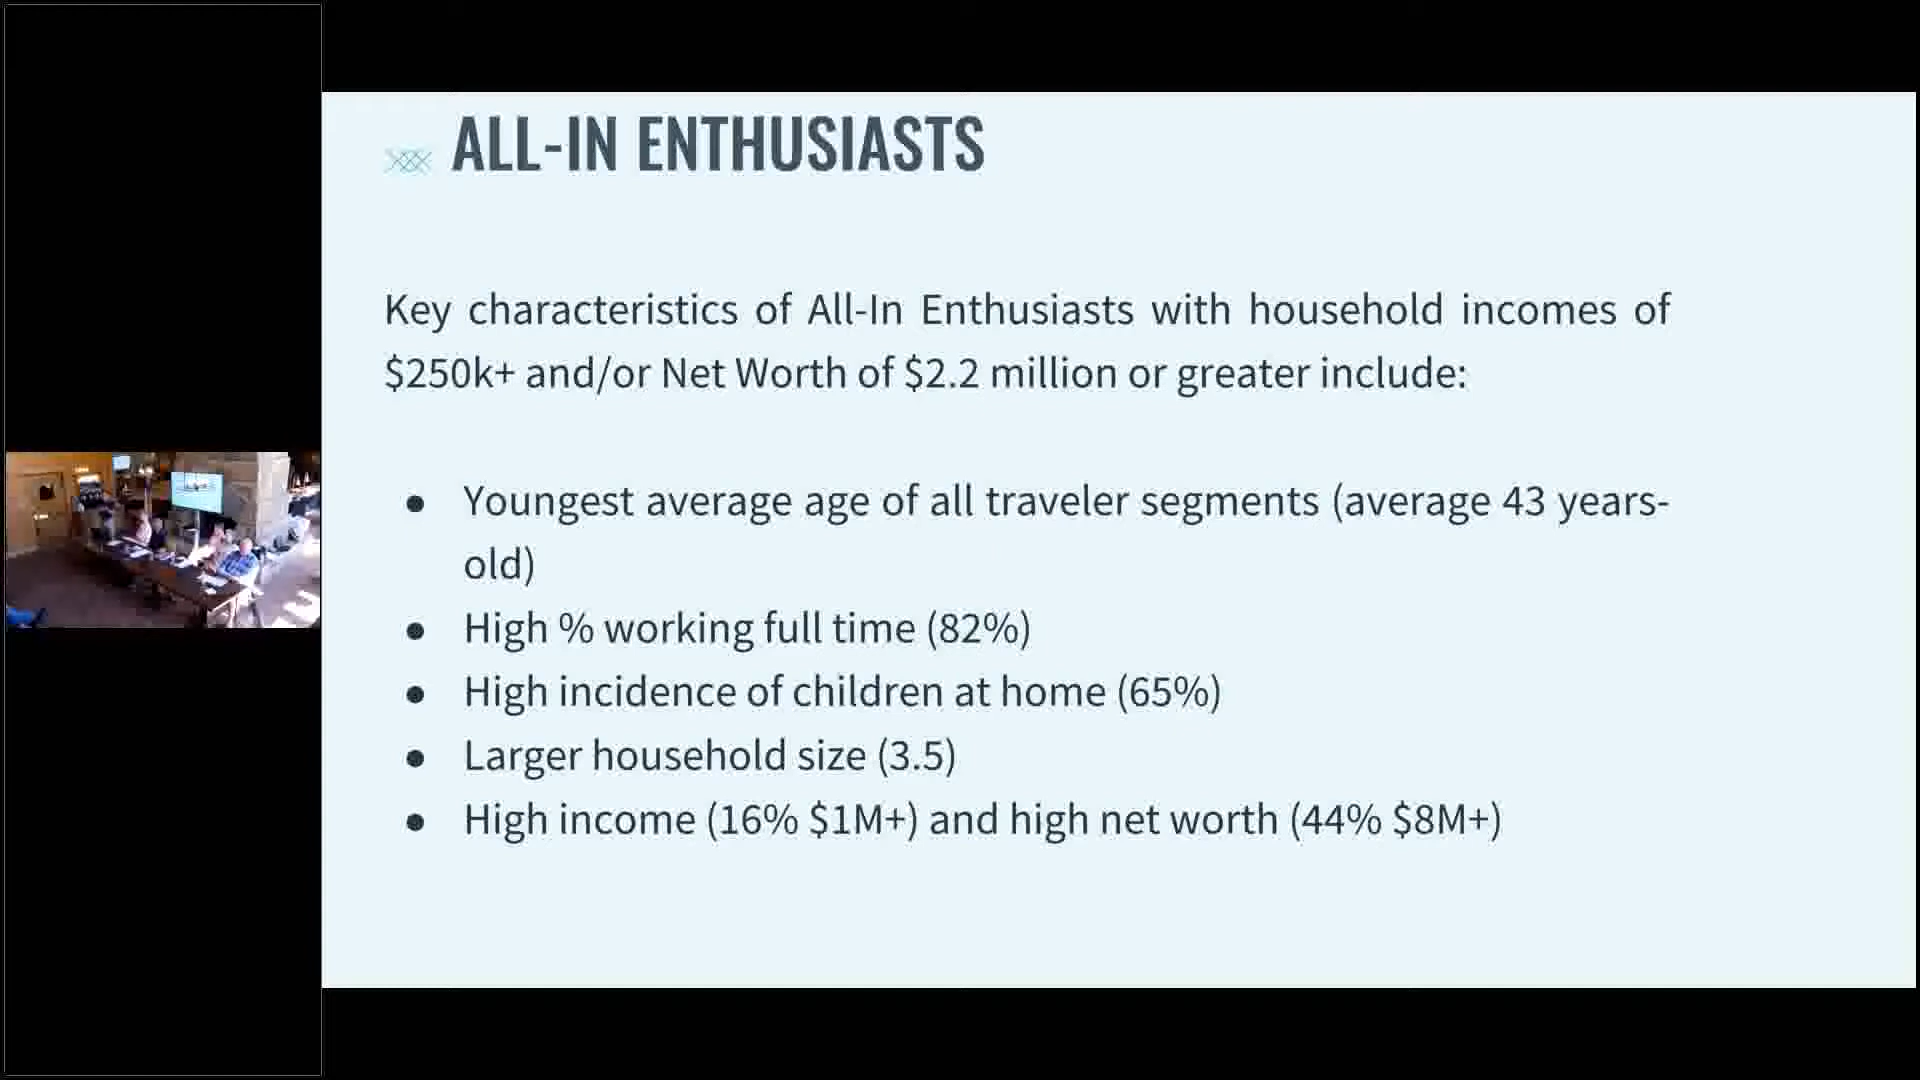 ALL-IN ENTHUSIASTS
Key characteristics of All-In Enthusiasts with household incomes of
$250k+ and/or Net Worth of $2.2 million or greater include:
● Youngest average age of all traveler segments (average 43 years-
old)
● High % working full time (82%)
● High incidence of children at home (65%)
● Larger household size (3.5)
● High income (16% $1M+) and high net worth (44% $8M+)